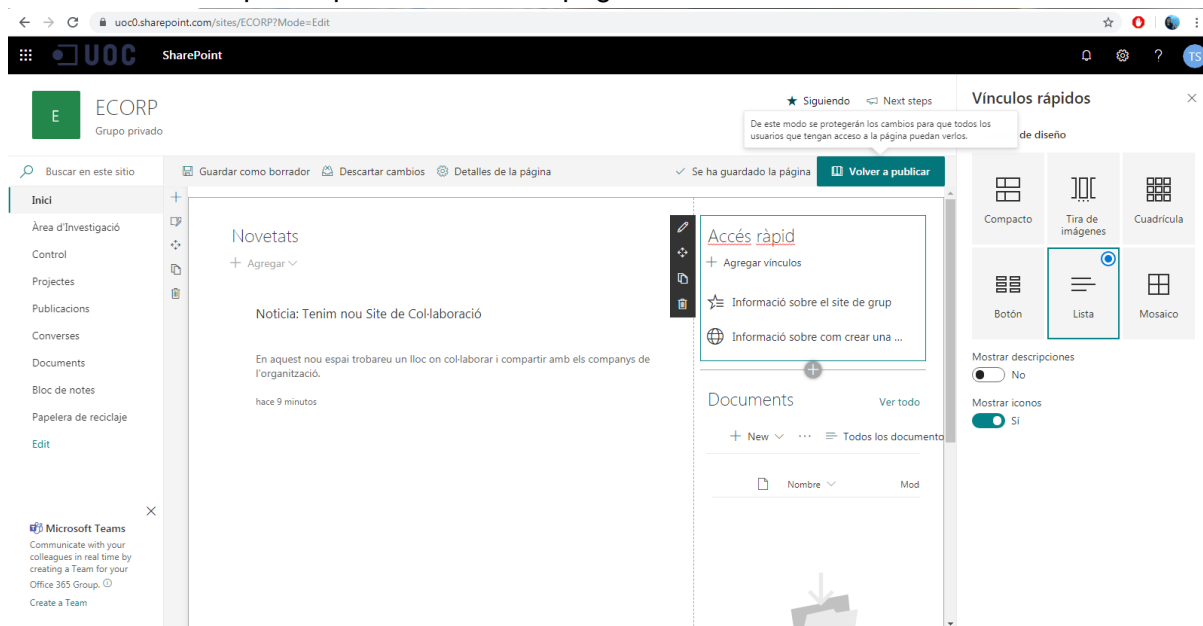 uoc0.sharepoint.com/sites/ECORP?Mode=Edit
UOC
SharePoint
?
TS
E
ECORP
Grupo privado
Siguiendo
Next steps
De este modo se protegerán los cambios para que todos los
usuarios que tengan acceso a la página puedan verlos.
Vínculos rápidos
de diseño
Buscar en este sitio
Guardar como borrador
Descartar cambios
Detalles de la página
Se ha guardado la página
Volver a publicar
Inici
Àrea d'Investigació
Control
Projectes
Publicacions
Converses
Documents
Bloc de notes
Papelera de reciclaje
Edit
Microsoft Teams
Communicate with your
colleagues in real time by
creating a Team for your
Office 365 Group.
Create a Team
Novetats
Agregar
Noticia: Tenim nou Site de Col·laboració
En aquest nou espai trobareu un lloc on col·laborar i compartir amb els companys de
l'organització.
hace 9 minutos
Accés ràpid
Agregar vínculos
Informació sobre el site de grup
Informació sobre com crear una ...
Documents
Ver todo
New
Todos los documento
Nombre
Mod
Compacto
Tira de
imágenes
Cuadrícula
Botón
Lista
Mosaico
Mostrar descripciones
No
Mostrar iconos
Sí